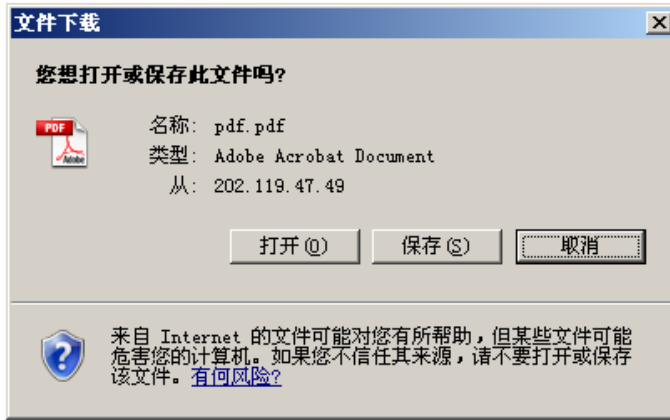 文件下载
您想打开或保存此文件吗?
PDF
Adobe
名称: pdf.pdf
类型: Adobe Acrobat Document
从: 202.119.47.49
打开(O) 保存(S) 取消
来自 Internet 的文件可能对您有所帮助，但某些文件可能
危害您的计算机。如果您不信任其来源，请不要打开或保存
该文件。有何风险?